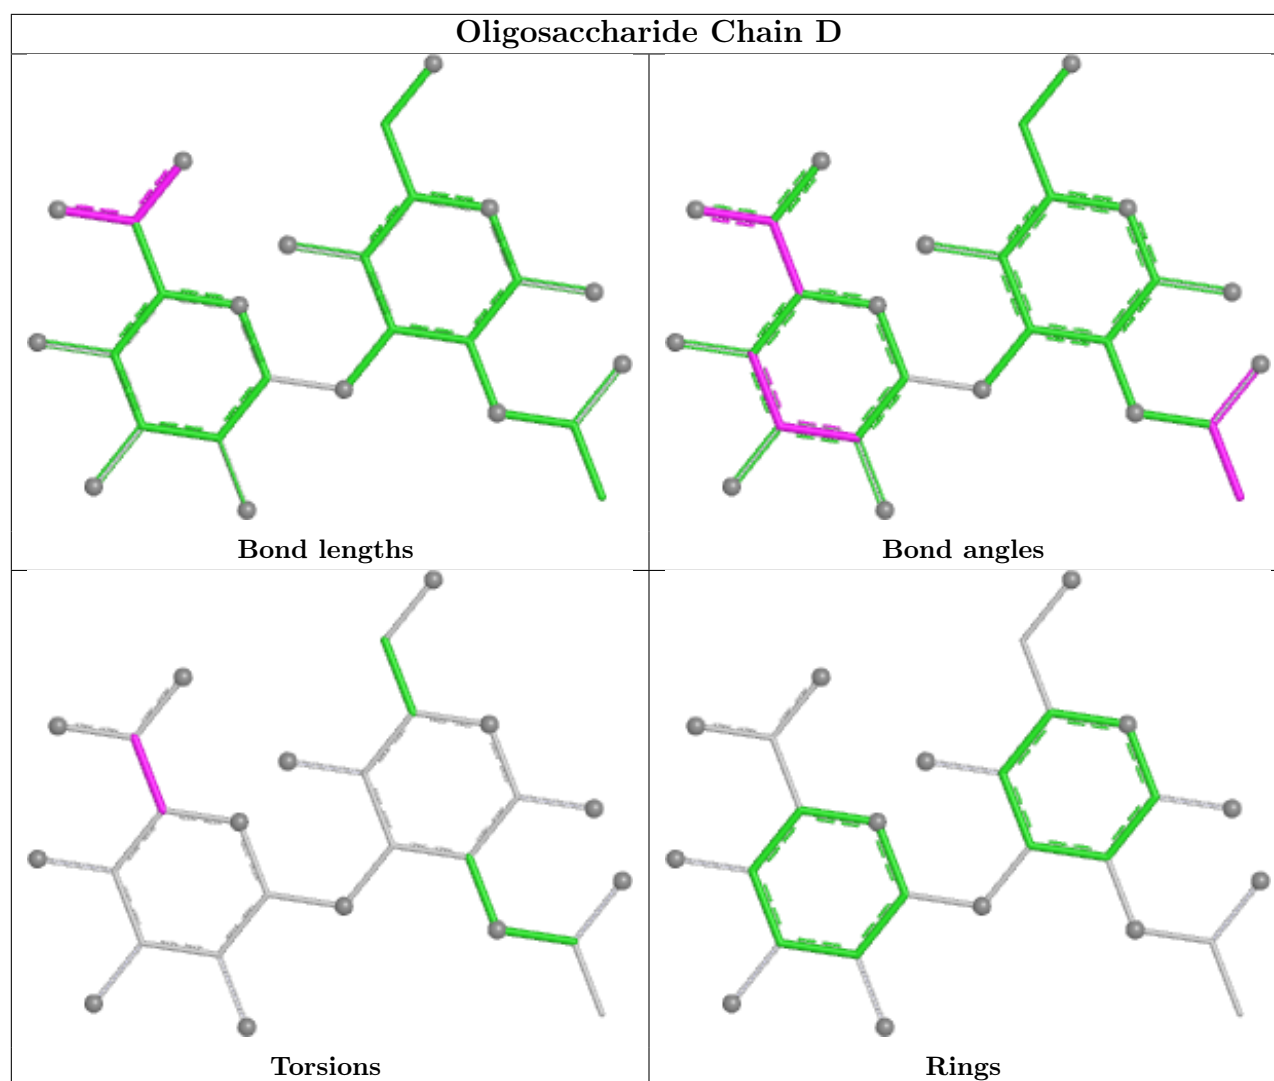 Oligosaccharide Chain D
Bond lengths
Bond angles
Torsions
Rings